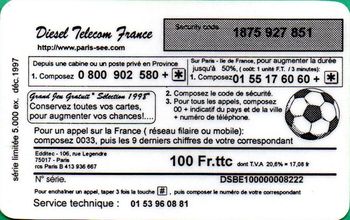 Diesel Telecom France
http://www.paris-see.com
Security code
1875 927 851
Depuis une cabine ou un poste privé en Province
1. Composez 0 800 902 580 + *
Sur Paris - Ile de France, pour augmenter la durée
jusqu'à 50%, ( coût: 1 unité F.T. / 3 minutes):
1. Composez 01 55 17 60 60 + *
série limitées 5.000 ex. déc.1997
Grand Jeu Gratuit " Sélection 1998"
Conservez toutes vos cartes,
pour augmenter vos chances....!
2. Composez le code de sécurité.
3. Pour tous les appels, composez
00 + indicatif du pays et de la ville
+ numéro de téléphone.
Pour un appel sur la France ( réseau filaire ou mobile):
composez 0033, puis les 9 derniers chiffres de votre correspondant
Edititec - 106, rue Legendre
75017 - Paris
rcs Paris B 413 936 667
100 Fr.ttc dont T.V.A 20,6% = 17,08 fr
N° série. DSBE100000008222
Pour enchaîner un appel, taper 3 fois la touche #, puis composez le numéro de votre correspondant
Service technique : 01 53 96 08 81